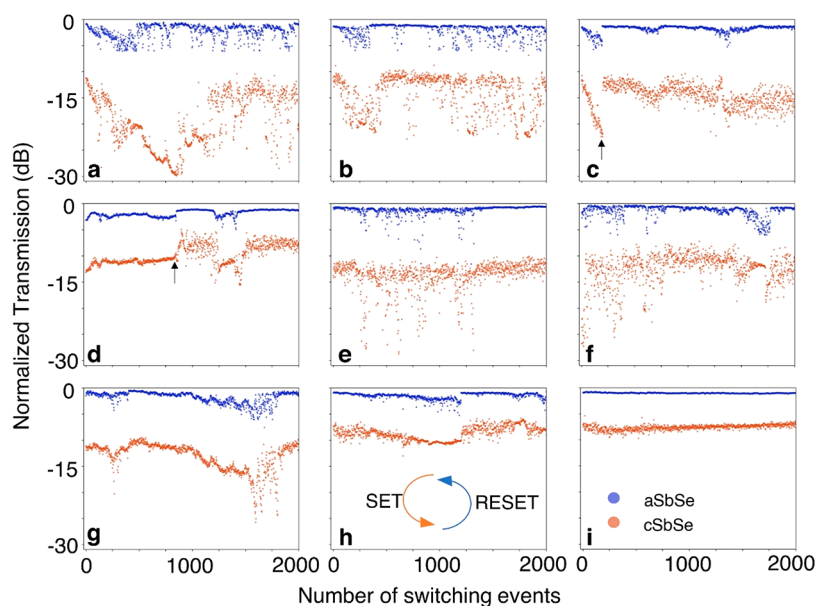 Normalized Transmission (dB)
0
-15
-30
a
b
c
0
-15
-30
d
e
f
0
-15
-30
g
h
i
SET
RESET
aSbSe
cSbSe
0
1000
2000
0
1000
2000
0
1000
2000
Number of switching events